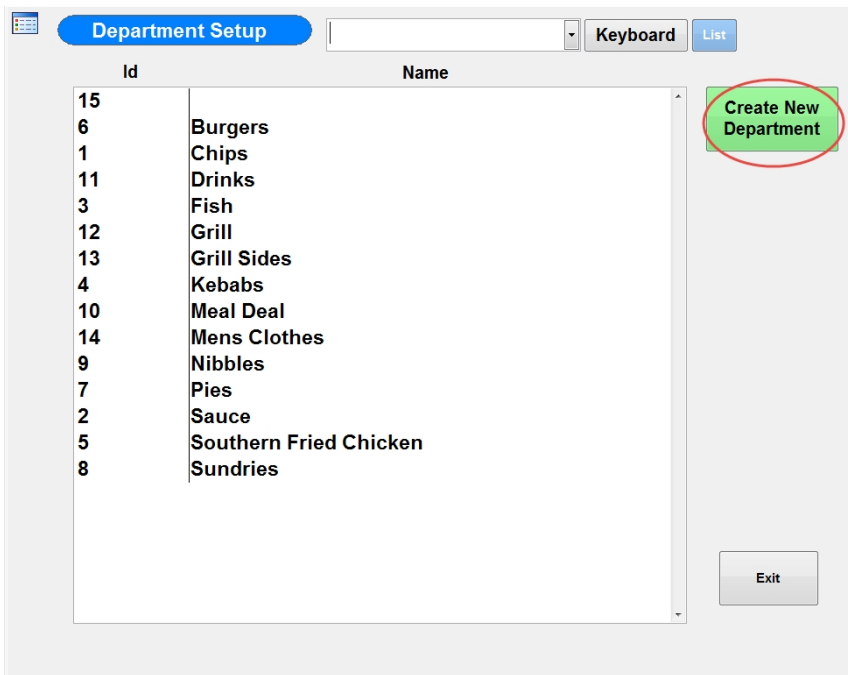 Department Setup
Keyboard
List
Id Name
15
6 Burgers
1 Chips
11 Drinks
3 Fish
12 Grill
13 Grill Sides
4 Kebabs
10 Meal Deal
14 Mens Clothes
9 Nibbles
7 Pies
2 Sauce
5 Southern Fried Chicken
8 Sundries
Create New
Department
Exit